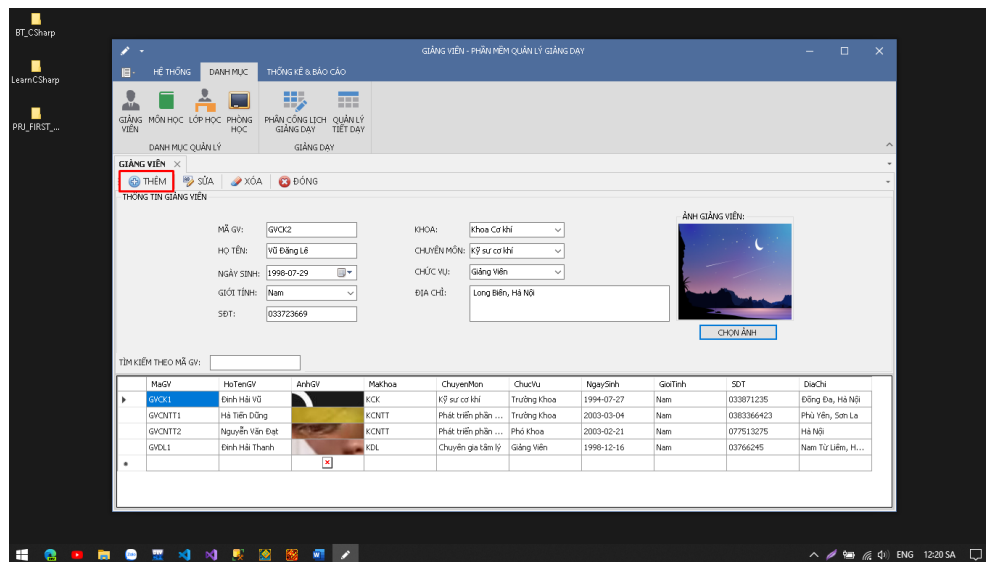 BT_CSharp
LearnCSharp
PRJ_FIRST_...
GIẢNG VIÊN - PHẦN MỀM QUẢN LÝ GIẢNG DẠY
HỆ THỐNG DANH MỤC THỐNG KÊ & BÁO CÁO
GIẢNG VIÊN MÔN HỌC LỚP HỌC PHÒNG HỌC PHÂN CÔNG LỊCH GIẢNG DẠY QUẢN LÝ TIẾT DẠY
DANH MỤC QUẢN LÝ GIẢNG DẠY
GIẢNG VIÊN
THÊM SỬA XÓA ĐÓNG
THÔNG TIN GIẢNG VIÊN
MÃ GV: GVCK2
HỌ TÊN: Vũ Đăng Lê
NGÀY SINH: 1998-07-29
GIỚI TÍNH: Nam
SĐT: 033723669
KHOA: Khoa Cơ khí
CHUYÊN MÔN: Kỹ sư cơ khí
CHỨC VỤ: Giảng Viên
ĐỊA CHỈ: Long Biên, Hà Nội
ẢNH GIẢNG VIÊN:
CHỌN ẢNH
TÌM KIẾM THEO MÃ GV:
MaGV HoTenGV AnhGV MaKhoa ChuyenMon ChucVu NgaySinh GioiTinh SDT DiaChi
GVCK1 Đinh Hải Vũ KCK Kỹ sư cơ khí Trưởng Khoa 1994-07-27 Nam 033871235 Đống Đa, Hà Nội
GVCNTT1 Hà Tiến Dũng KCNTT Phát triển phần ... Trưởng Khoa 2003-03-04 Nam 0383366423 Phù Yên, Sơn La
GVCNTT2 Nguyễn Văn Đạt KCNTT Phát triển phần ... Phó Khoa 2003-02-21 Nam 077513275 Hà Nội
GVDL1 Đinh Hải Thanh KDL Chuyên gia tâm lý Giảng Viên 1998-12-16 Nam 03766245 Nam Từ Liêm, H...
ENG 12:20 SA